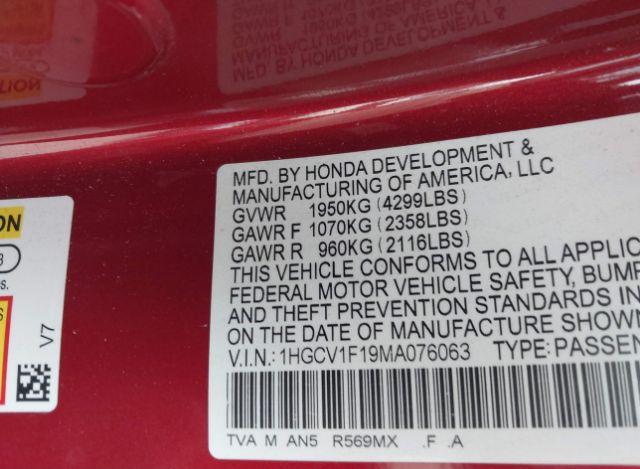 MFD. BY HONDA DEVELOPMENT &
MANUFACTURING OF AMERICA, LLC
GVWR 1950KG (4299LBS)
GAWR F 1070KG (2358LBS)
GAWR R 960KG (2116LBS)
THIS VEHICLE CONFORMS TO ALL APPLIC
FEDERAL MOTOR VEHICLE SAFETY, BUMP
AND THEFT PREVENTION STANDARDS IN
ON THE DATE OF MANUFACTURE SHOWN
V.I.N.: 1HGCV1F19MA076063 TYPE: PASSEN
TVA M AN5 R569MX .F .A
V7